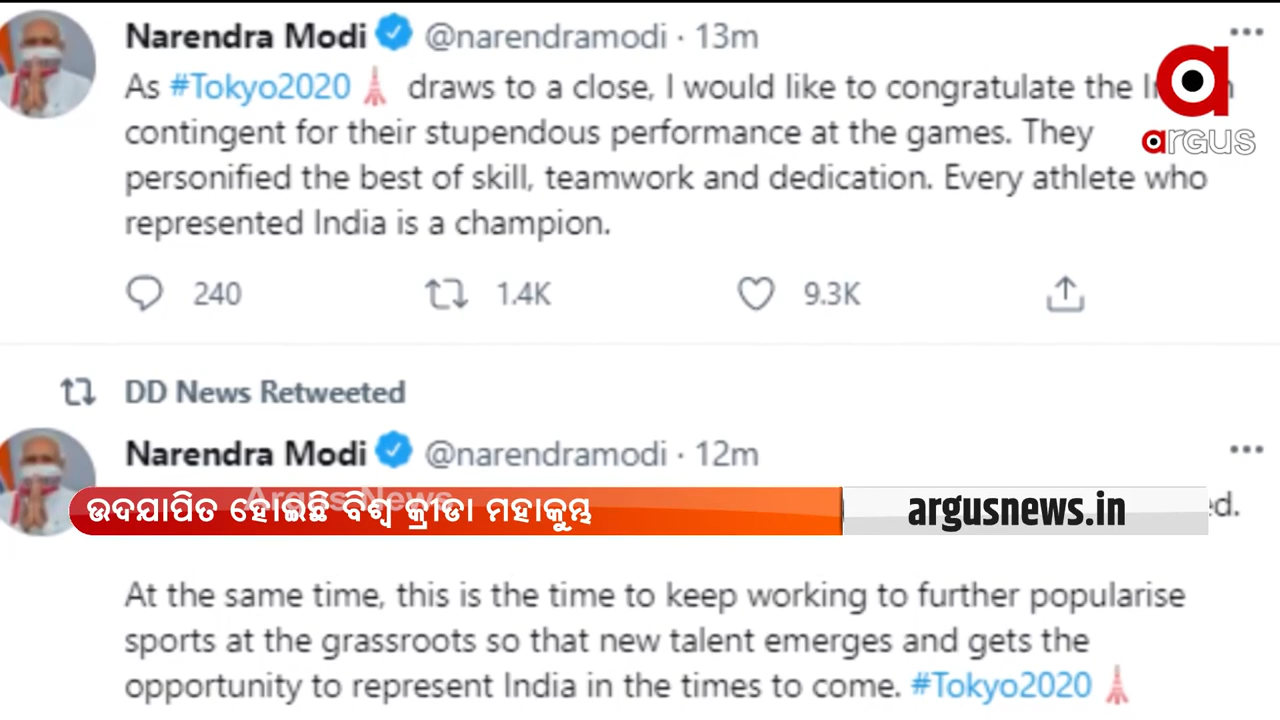 Narendra Modi @narendramodi · 13m
As #Tokyo2020 draws to a close, I would like to congratulate the
contingent for their stupendous performance at the games. They
argus
personified the best of skill, teamwork and dedication. Every athlete who
represented India is a champion.
240 1.4K 9.3K
DD News Retweeted
Narendra Modi @narendramodi · 12m
Argus News
ଉଦଯାପିତ ହୋଇଛି ବିଶ୍ୱ କ୍ରୀଡା ମହାକୁମ୍ଭ argusnews.in
At the same time, this is the time to keep working to further popularise
sports at the grassroots so that new talent emerges and gets the
opportunity to represent India in the times to come. #Tokyo2020